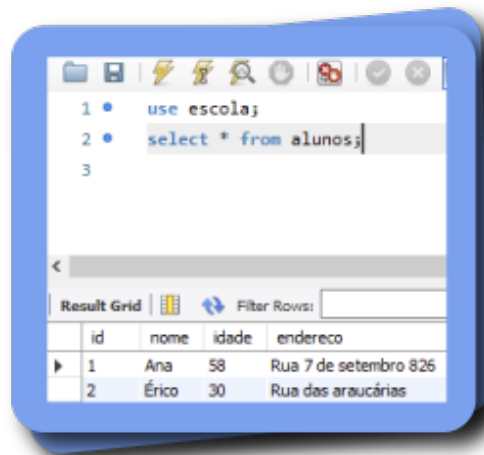 1 use escola;
2 select * from alunos;
3
Result Grid Filter Rows:
id nome idade endereco
1 Ana 58 Rua 7 de setembro 826
2 Érico 30 Rua das araucárias